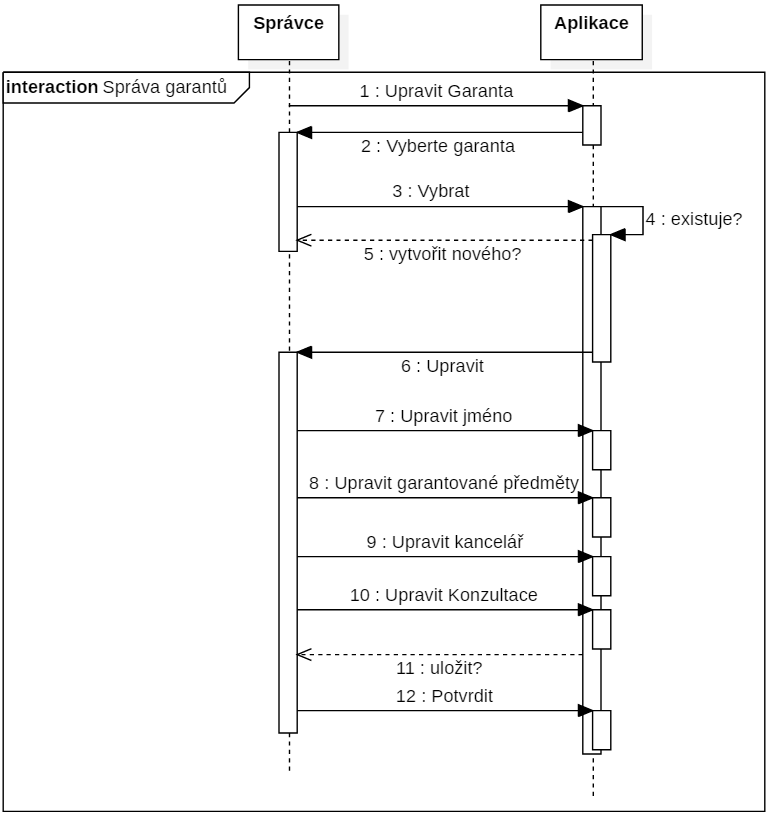 Správce
Aplikace
interaction Správa garantů
1 : Upravit Garanta
2 : Vyberte garanta
3 : Vybrat
4 : existuje?
5 : vytvořit nového?
6 : Upravit
7 : Upravit jméno
8 : Upravit garantované předměty
9 : Upravit kancelář
10 : Upravit Konzultace
11 : uložit?
12 : Potvrdit